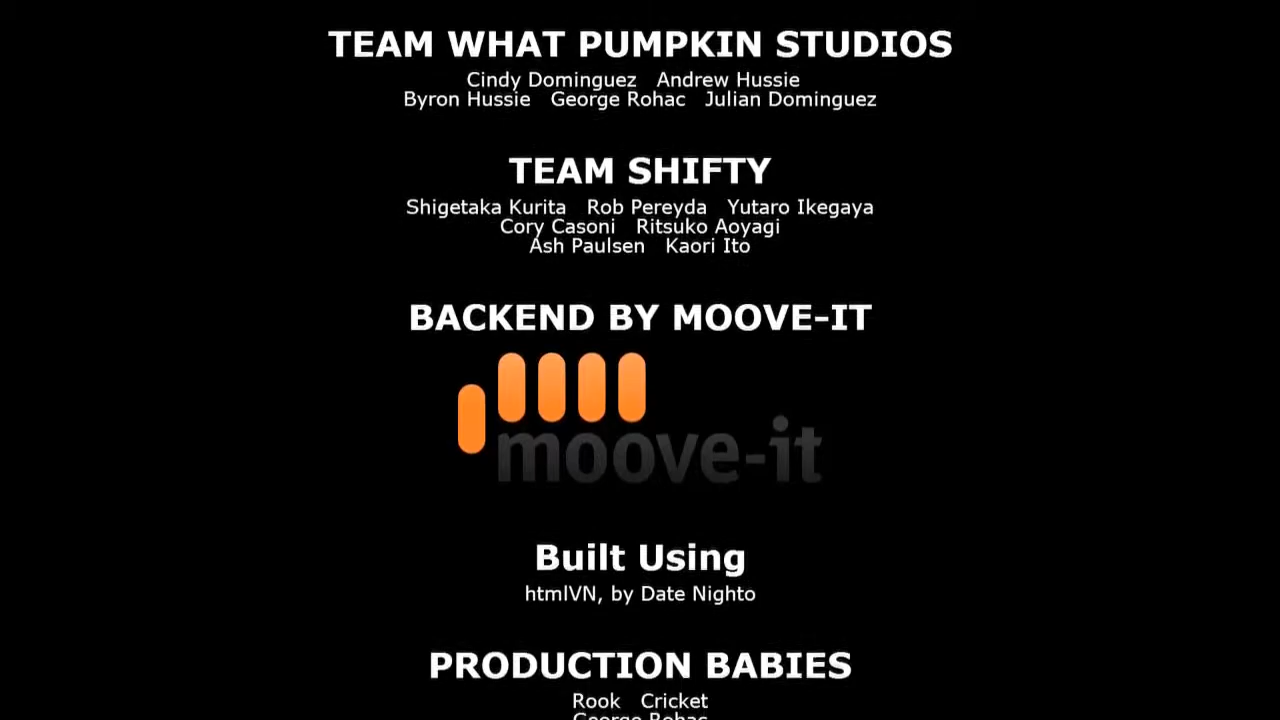 TEAM WHAT PUMPKIN STUDIOS
Cindy Dominguez Andrew Hussie
Byron Hussie George Rohac Julian Dominguez
TEAM SHIFTY
Shigetaka Kurita Rob Pereyda Yutaro Ikegaya
Cory Casoni Ritsuko Aoyagi
Ash Paulsen Kaori Ito
BACKEND BY MOOVE-IT
moove-it
Built Using
htmlVN, by Date Nighto
PRODUCTION BABIES
Rook Cricket
George Rohac